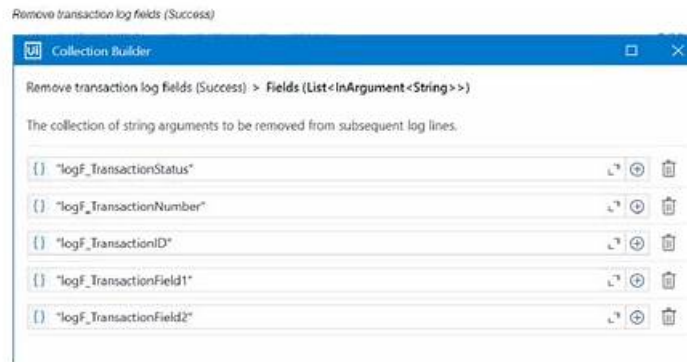 Remove transaction log fields (Success)
Ui Collection Builder
Remove transaction log fields (Success) > Fields (List<InArgument<String>>)
The collection of string arguments to be removed from subsequent log lines.
{} "logF_TransactionStatus"
{} "logF_TransactionNumber"
{} "logF_TransactionID"
{} "logF_TransactionField1"
{} "logF_TransactionField2"